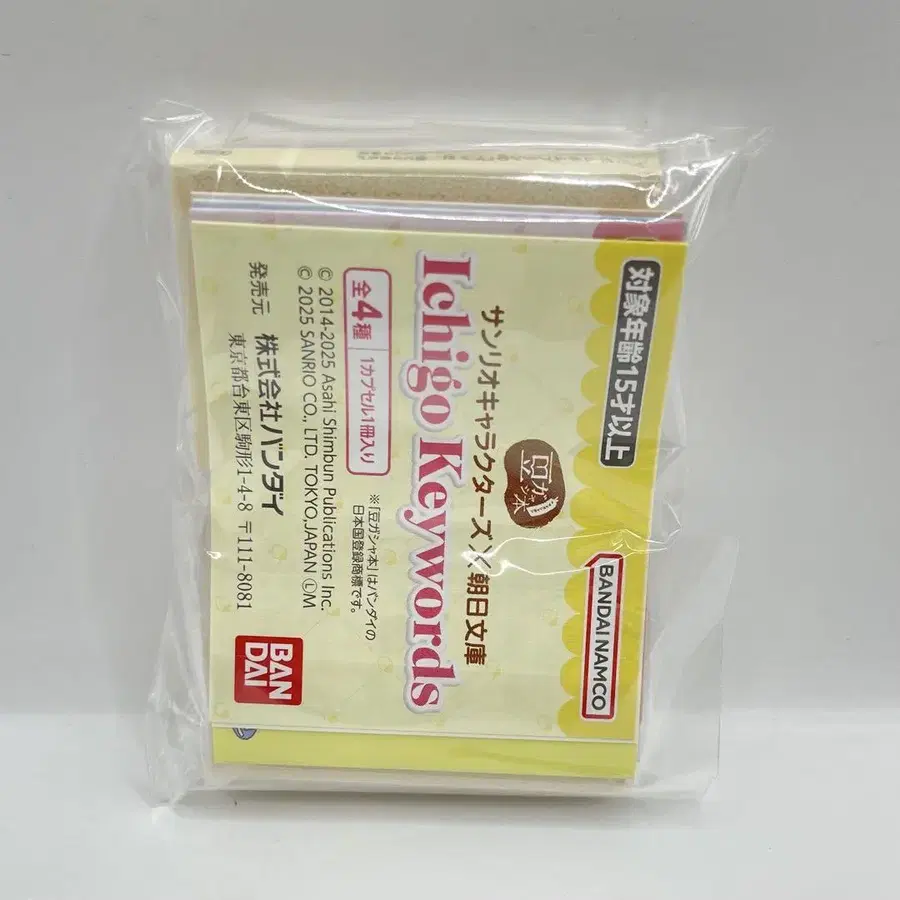 対象年齢15才以上
BANDAI NAMCO
サンリオキャラクターズ×朝日文庫
豆ガシャ本
Ichigo Keywords
全4種 1カプセル1冊入り
※「豆ガシャ本」はバンダイの
日本国登録商標です。
© 2014-2025 Asahi Shimbun Publications Inc.
© 2025 SANRIO CO., LTD. TOKYO,JAPAN ⓁM
発売元 株式会社バンダイ
東京都台東区駒形1-4-8 〒111-8081
BAN
DAI